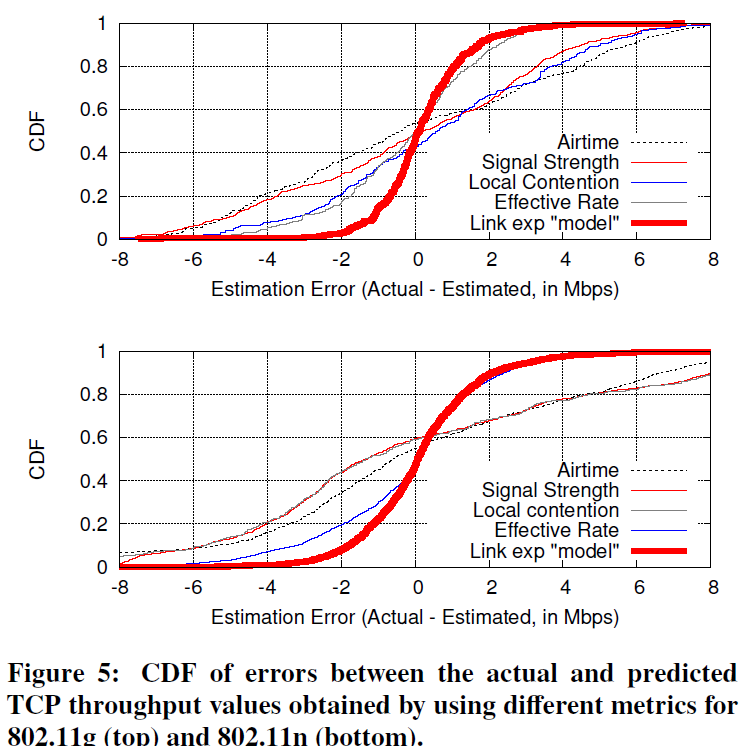 1
0.8
0.6
0.4
0.2
0
CDF
Airtime
Signal Strength
Local Contention
Effective Rate
Link exp "model"
-8 -6 -4 -2 0 2 4 6 8
Estimation Error (Actual - Estimated, in Mbps)
1
0.8
0.6
0.4
0.2
0
CDF
Airtime
Signal Strength
Local contention
Effective Rate
Link exp "model"
-8 -6 -4 -2 0 2 4 6 8
Estimation Error (Actual - Estimated, in Mbps)
Figure 5: CDF of errors between the actual and predicted
TCP throughput values obtained by using different metrics for
802.11g (top) and 802.11n (bottom).